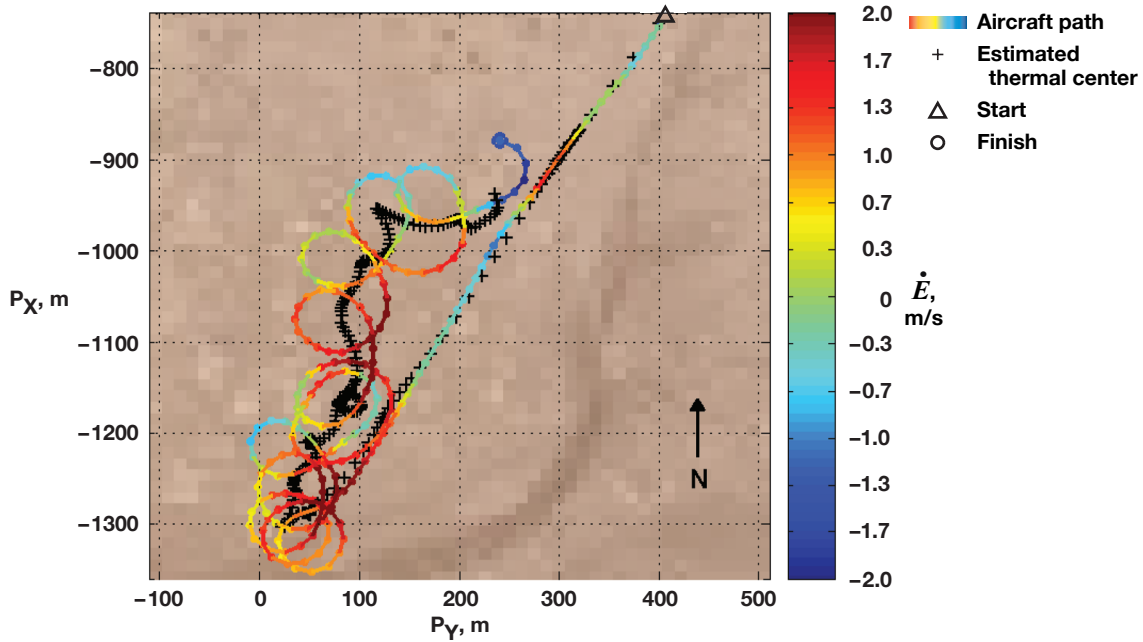 −800
−900
−1000
−1100
−1200
−1300
P_X, m
−100
0
100
200
300
400
500
P_Y, m
N
2.0
1.7
1.3
1.0
0.7
0.3
0
−0.3
−0.7
−1.0
−1.3
−1.7
−2.0
Ė,
m/s
Aircraft path
Estimated
thermal center
Start
Finish